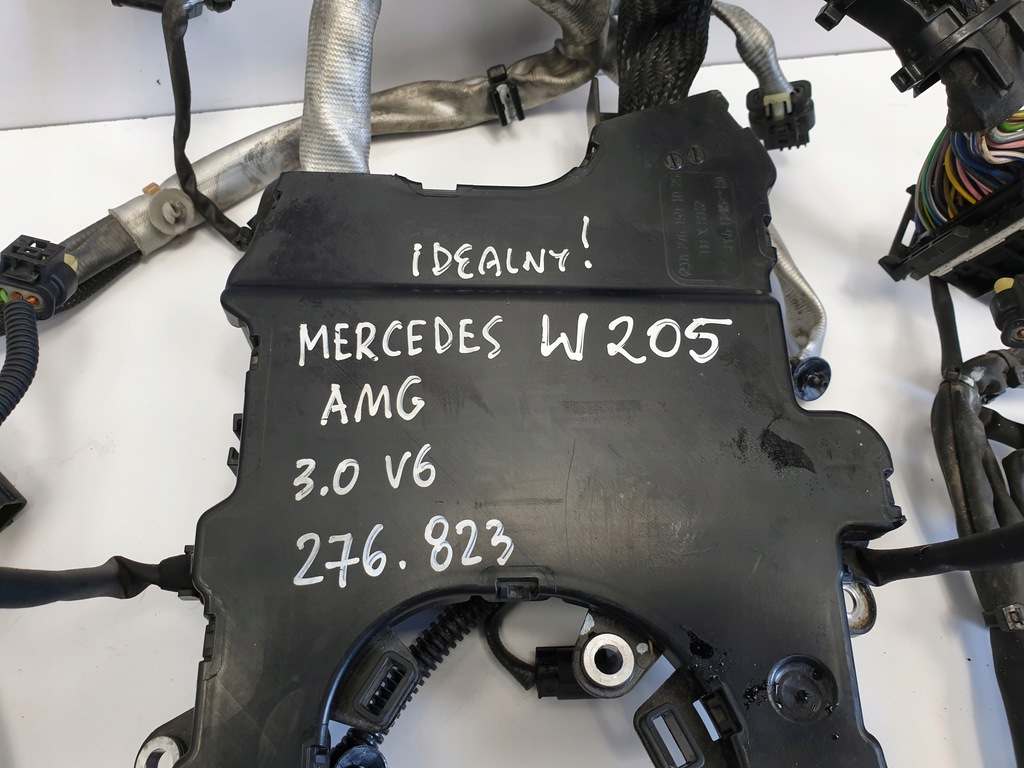 iDEALNY!
MERCEDES W205
AMG
3.0 V6
276.823